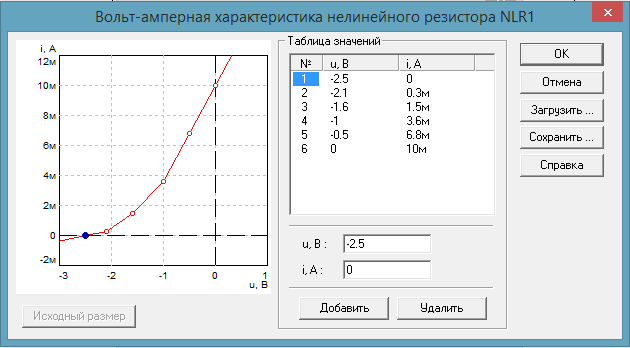 Вольт-амперная характеристика нелинейного резистора NLR1
i, А
12м
10м
8м
6м
4м
2м
0
-2м
-3 -2 -1 0 1
u, В
Исходный размер
Таблица значений
№ u, В i, А
1 -2.5 0
2 -2.1 0.3м
3 -1.6 1.5м
4 -1 3.6м
5 -0.5 6.8м
6 0 10м
u, В : -2.5
i, А : 0
Добавить Удалить
OK
Отмена
Загрузить ...
Сохранить ...
Справка